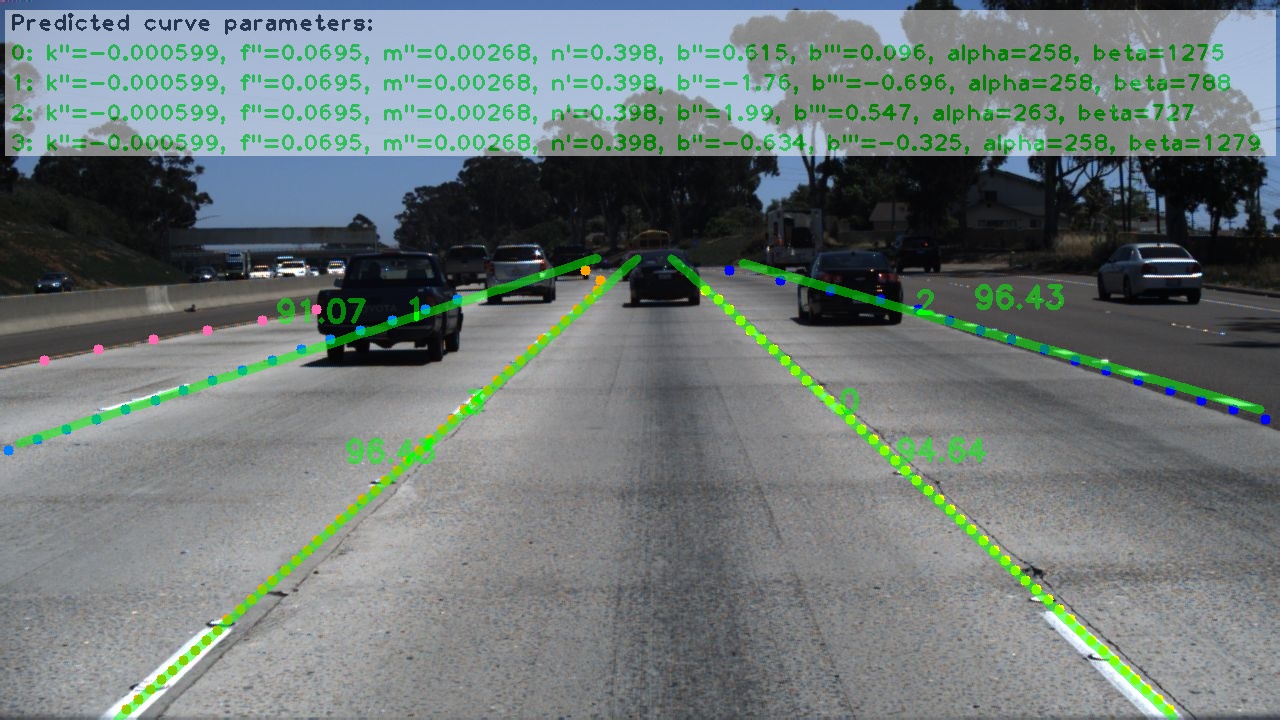 Predicted curve parameters:
0: k''=-0.000599, f''=0.0695, m''=0.00268, n'=0.398, b''=0.615, b'''=0.096, alpha=258, beta=1275
1: k''=-0.000599, f''=0.0695, m''=0.00268, n'=0.398, b''=-1.76, b'''=-0.696, alpha=258, beta=788
2: k''=-0.000599, f''=0.0695, m''=0.00268, n'=0.398, b''=1.99, b'''=0.547, alpha=263, beta=727
3: k''=-0.000599, f''=0.0695, m''=0.00268, n'=0.398, b''=-0.634, b'''=-0.325, alpha=258, beta=1279
91.07 1 2 96.43
3 0
96.43 94.64